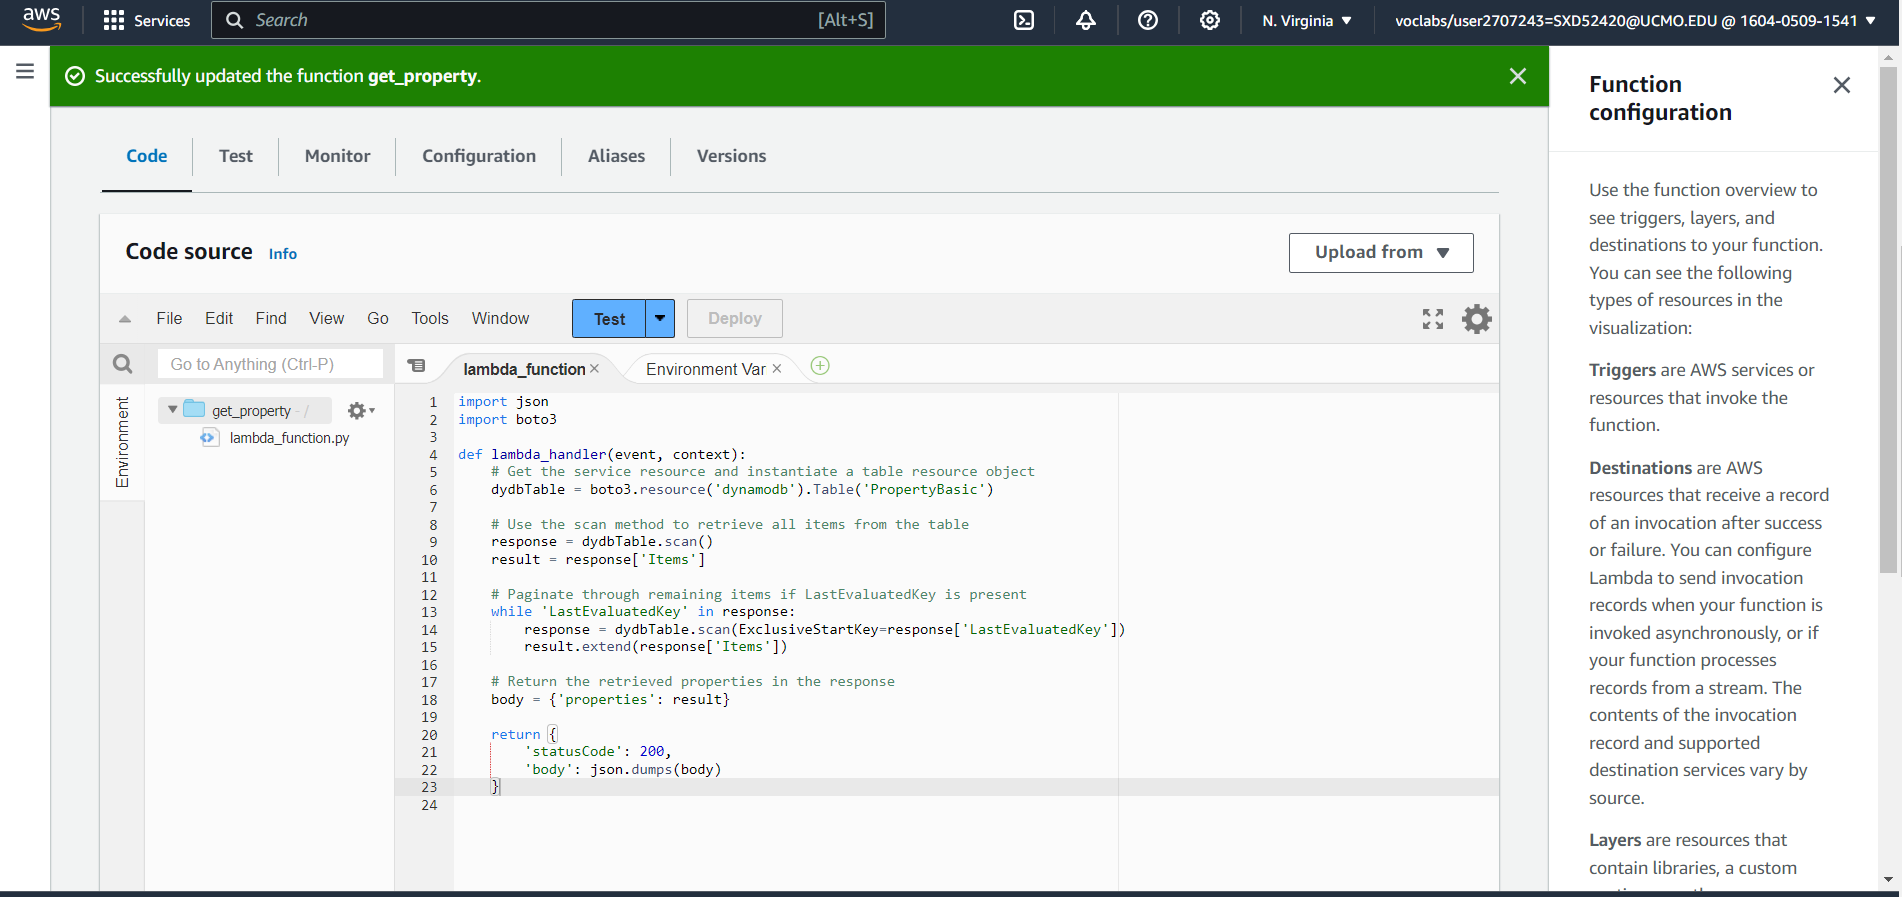 aws Services Search [Alt+S] N. Virginia voclabs/user2707243=SXD52420@UCMO.EDU @ 1604-0509-1541
Successfully updated the function get_property.
Code Test Monitor Configuration Aliases Versions
Code source Info Upload from
File Edit Find View Go Tools Window Test Deploy
Go to Anything (Ctrl-P)
lambda_function Environment Var
Environment
get_property - /
lambda_function.py
1 import json
2 import boto3
3
4 def lambda_handler(event, context):
5 # Get the service resource and instantiate a table resource object
6 dydbTable = boto3.resource('dynamodb').Table('PropertyBasic')
7
8 # Use the scan method to retrieve all items from the table
9 response = dydbTable.scan()
10 result = response['Items']
11
12 # Paginate through remaining items if LastEvaluatedKey is present
13 while 'LastEvaluatedKey' in response:
14 response = dydbTable.scan(ExclusiveStartKey=response['LastEvaluatedKey'])
15 result.extend(response['Items'])
16
17 # Return the retrieved properties in the response
18 body = {'properties': result}
19
20 return {
21 'statusCode': 200,
22 'body': json.dumps(body)
23 }
24
Function
configuration
Use the function overview to
see triggers, layers, and
destinations to your function.
You can see the following
types of resources in the
visualization:
Triggers are AWS services or
resources that invoke the
function.
Destinations are AWS
resources that receive a record
of an invocation after success
or failure. You can configure
Lambda to send invocation
records when your function is
invoked asynchronously, or if
your function processes
records from a stream. The
contents of the invocation
record and supported
destination services vary by
source.
Layers are resources that
contain libraries, a custom